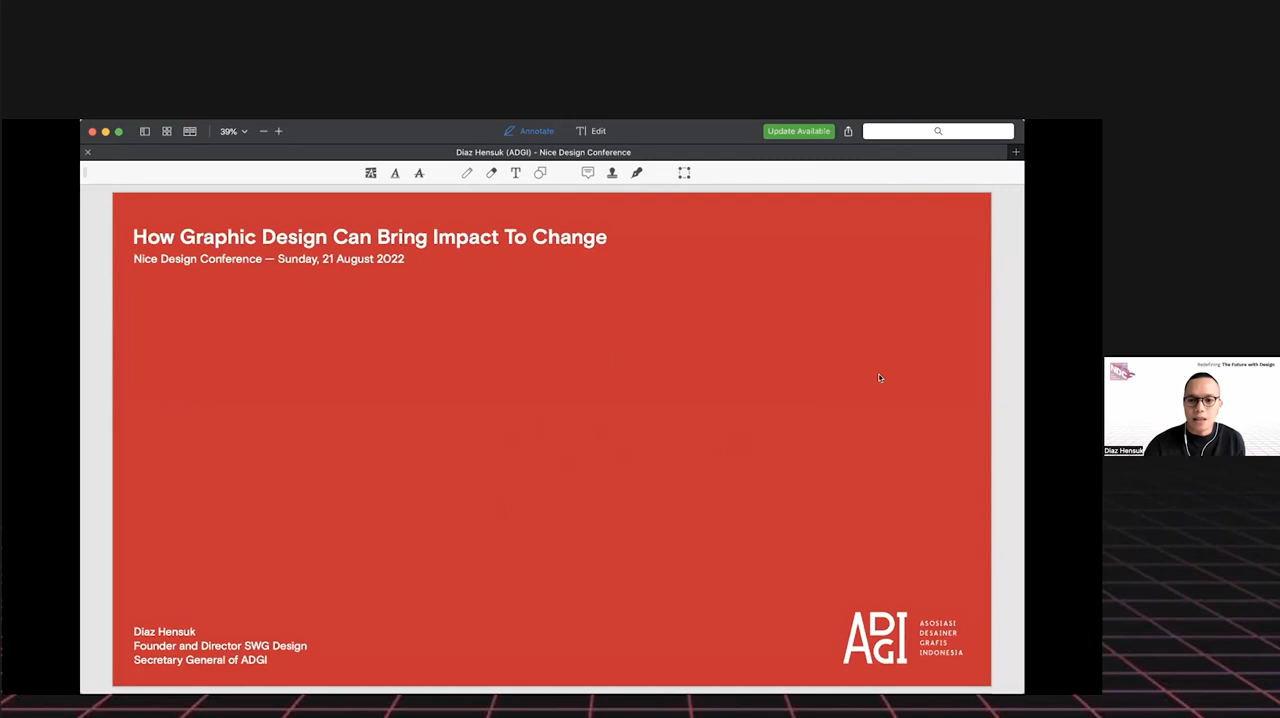 39%
Annotate
Edit
Update Available
Diaz Hensuk (ADGI) - Nice Design Conference
How Graphic Design Can Bring Impact To Change
Nice Design Conference — Sunday, 21 August 2022
Redefining The Future with Design
Diaz Hensuk
Diaz Hensuk
Founder and Director SWG Design
Secretary General of ADGI
ADGI
ASOSIASI
DESAINER
GRAFIS
INDONESIA